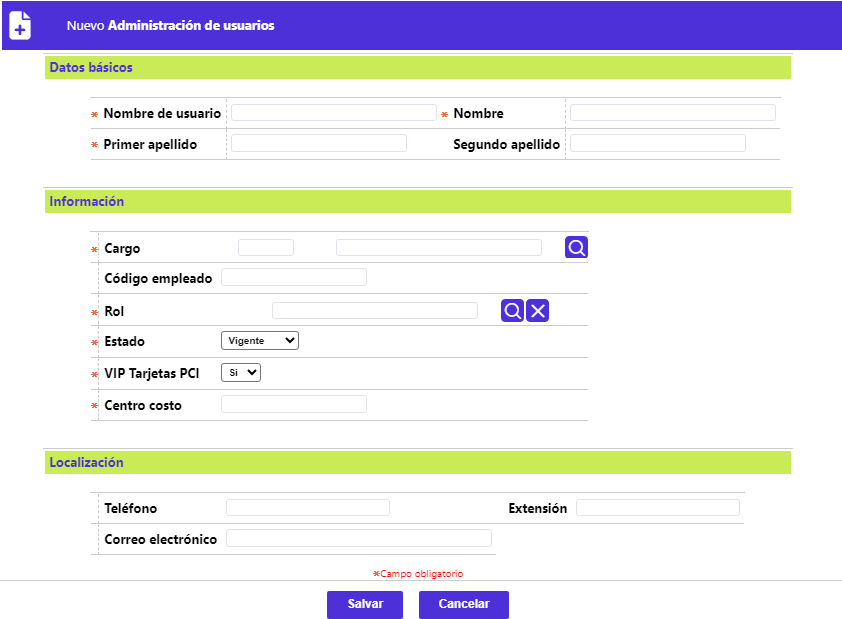 Nuevo Administración de usuarios
Datos básicos
* Nombre de usuario * Nombre
* Primer apellido Segundo apellido
Información
* Cargo
Código empleado
* Rol
* Estado Vigente
* VIP Tarjetas PCI Si
* Centro costo
Localización
Teléfono Extensión
Correo electrónico
*Campo obligatorio
Salvar Cancelar